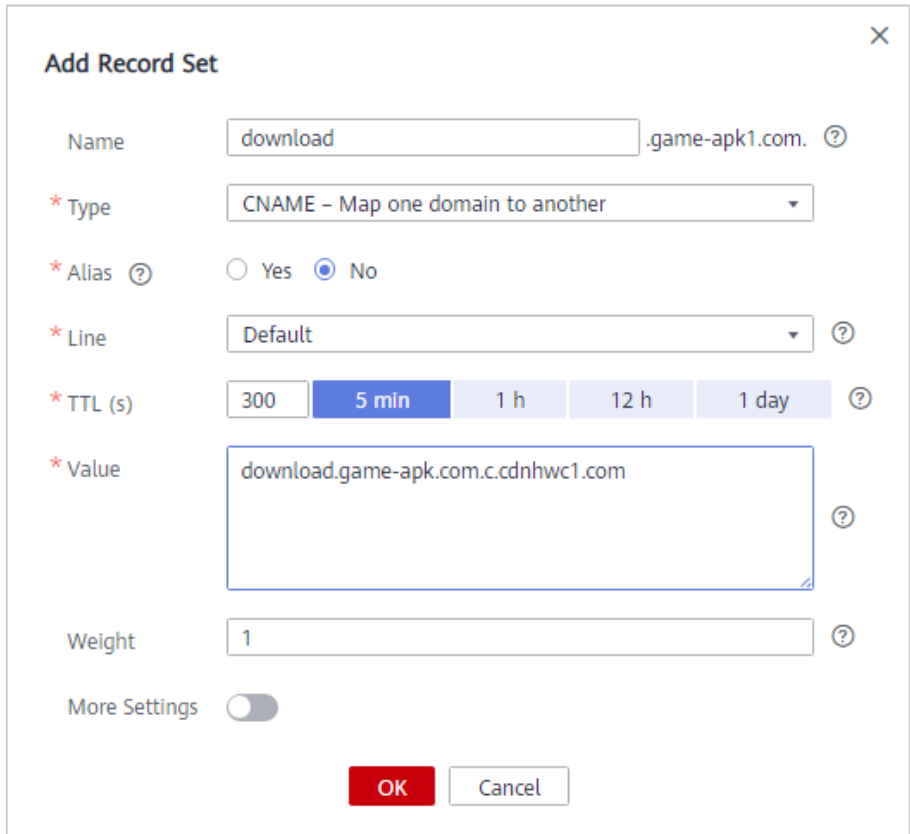 Add Record Set
Name download .game-apk1.com.
* Type CNAME – Map one domain to another
* Alias Yes No
* Line Default
* TTL (s) 300 5 min 1 h 12 h 1 day
* Value download.game-apk.com.c.cdnhwc1.com
Weight 1
More Settings
OK Cancel